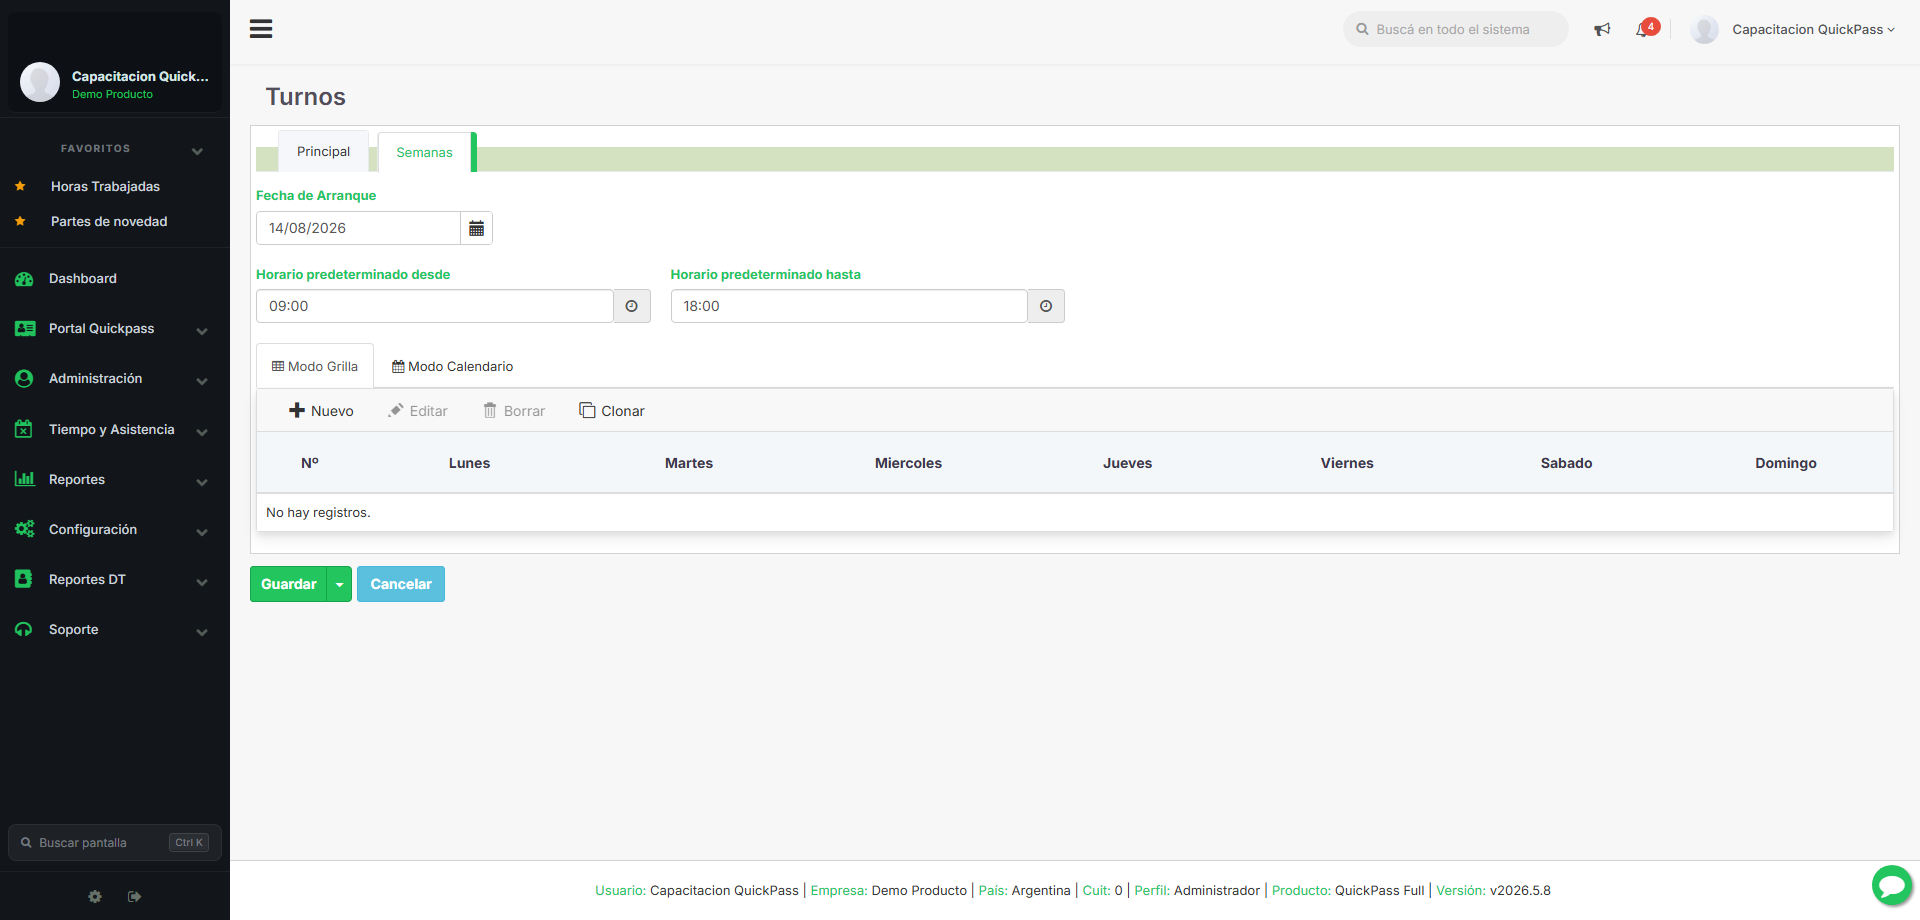 Capacitacion Quick...
Demo Producto
FAVORITOS
Horas Trabajadas
Partes de novedad
Dashboard
Portal Quickpass
Administración
Tiempo y Asistencia
Reportes
Configuración
Reportes DT
Soporte
Buscar pantalla Ctrl K
Buscá en todo el sistema 4 Capacitacion QuickPass
Turnos
Principal Semanas
Fecha de Arranque
14/08/2026
Horario predeterminado desde Horario predeterminado hasta
09:00 18:00
Modo Grilla Modo Calendario
Nuevo Editar Borrar Clonar
Nº Lunes Martes Miercoles Jueves Viernes Sabado Domingo
No hay registros.
Guardar Cancelar
Usuario: Capacitacion QuickPass | Empresa: Demo Producto | País: Argentina | Cuit: 0 | Perfil: Administrador | Producto: QuickPass Full | Versión: v2026.5.8